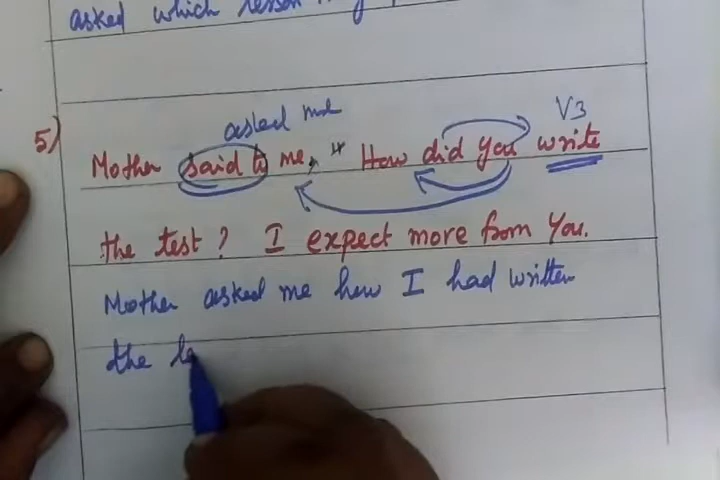 asked which lesson
asked me
V3
5) Mother said to me, " How did you write
the test? I expect more from You.
Mother asked me how I had written
the te